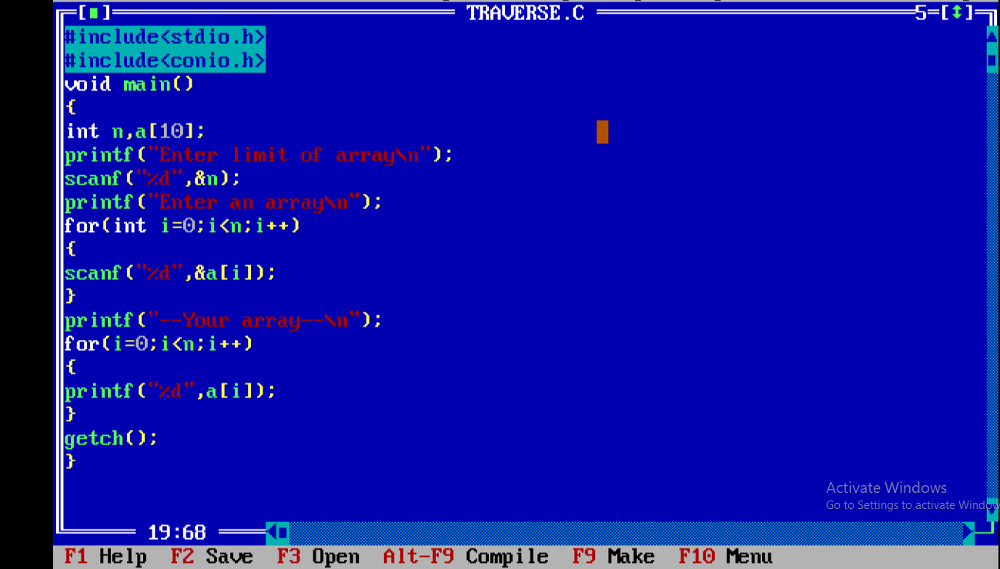 [■] TRAVERSE.C 5=[↕]
#include<stdio.h>
#include<conio.h>
void main()
{
int n,a[10];
printf("Enter limit of array\n");
scanf("%d",&n);
printf("Enter an array\n");
for(int i=0;i<n;i++)
{
scanf("%d",&a[i]);
}
printf("--Your array--\n");
for(i=0;i<n;i++)
{
printf("%d",a[i]);
}
getch();
}
Activate Windows
Go to Settings to activate Window
19:68
F1 Help F2 Save F3 Open Alt-F9 Compile F9 Make F10 Menu